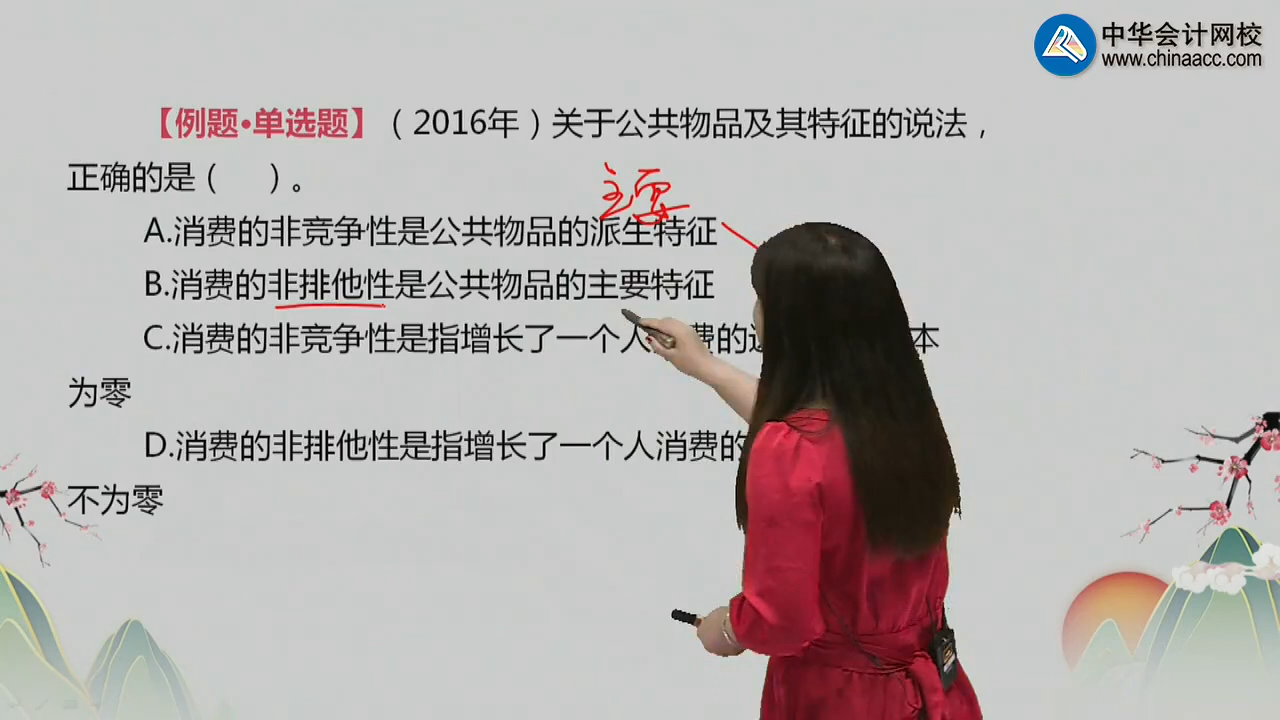 中华会计网校
www.chinaacc.com
【例题•单选题】（2016年）关于公共物品及其特征的说法，
正确的是（ ）。
主要
A.消费的非竞争性是公共物品的派生特征
B.消费的非排他性是公共物品的主要特征
C.消费的非竞争性是指增长了一个人 费的 本
为零
D.消费的非排他性是指增长了一个人消费的
不为零